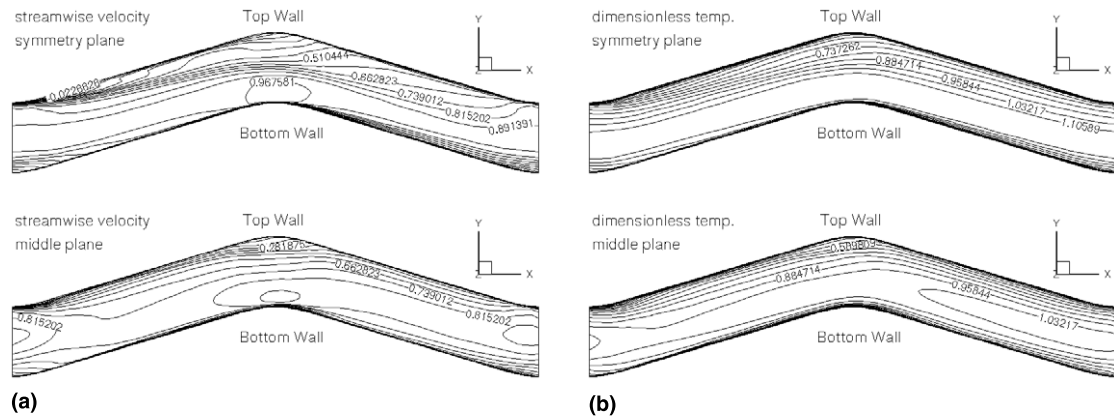 streamwise velocity
symmetry plane
Top Wall
Bottom Wall
0.0228826
0.510444
0.662823
0.739012
0.815202
0.891391
0.967581
Y
Z
X
dimensionless temp.
symmetry plane
Top Wall
Bottom Wall
0.737262
0.884714
0.95844
1.03217
1.10589
Y
Z
X
streamwise velocity
middle plane
Top Wall
Bottom Wall
0.281875
0.662823
0.739012
0.815202
0.815202
Y
Z
X
dimensionless temp.
middle plane
Top Wall
Bottom Wall
0.589809
0.884714
0.95844
1.03217
Y
Z
X
(a)
(b)